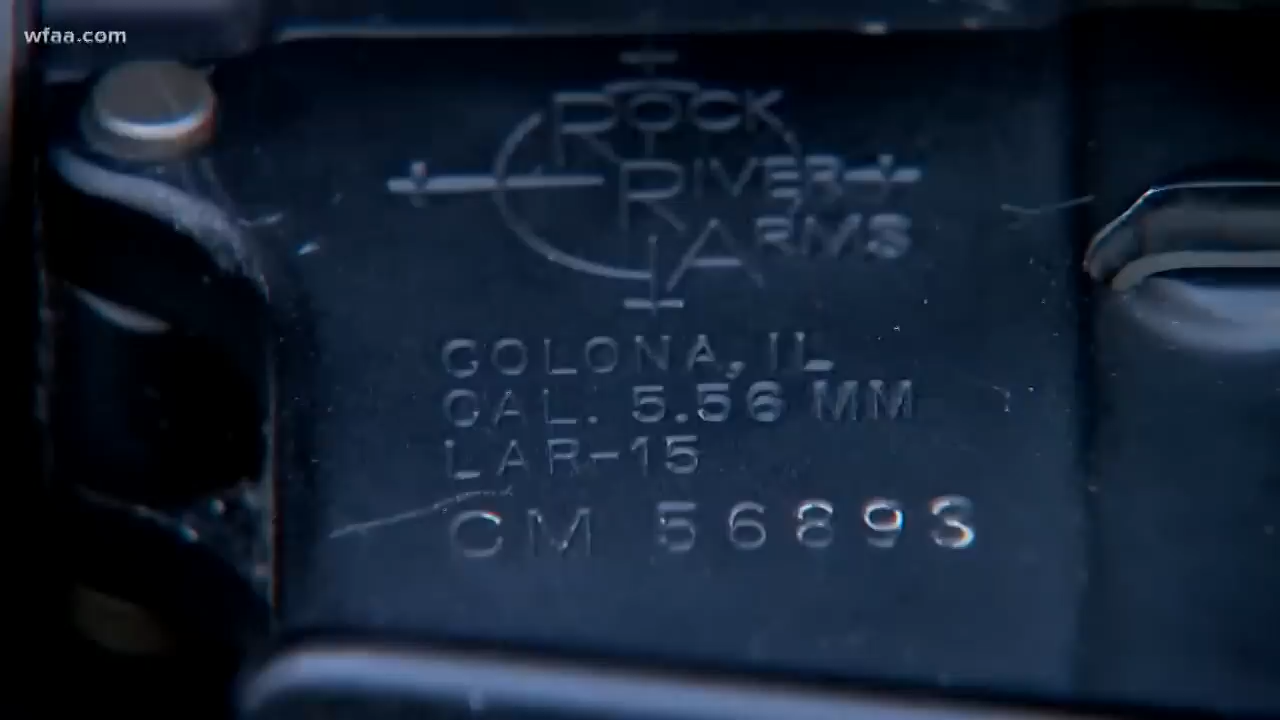 wfaa.com
ROCK
RIVER
ARMS
COLONA, IL
CAL. 5.56 MM
LAR-15
CM 56893